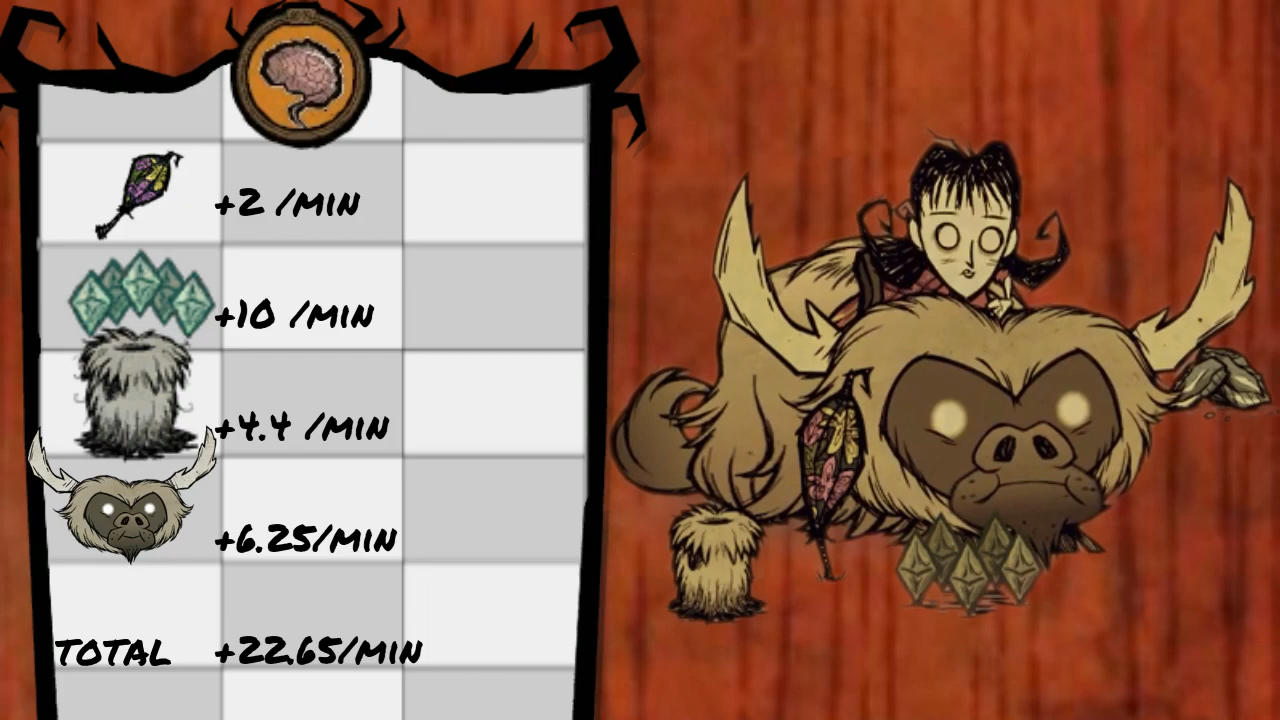 +2 /MIN
+10 /MIN
+4.4 /MIN
+6.25/MIN
TOTAL +22.65/MIN